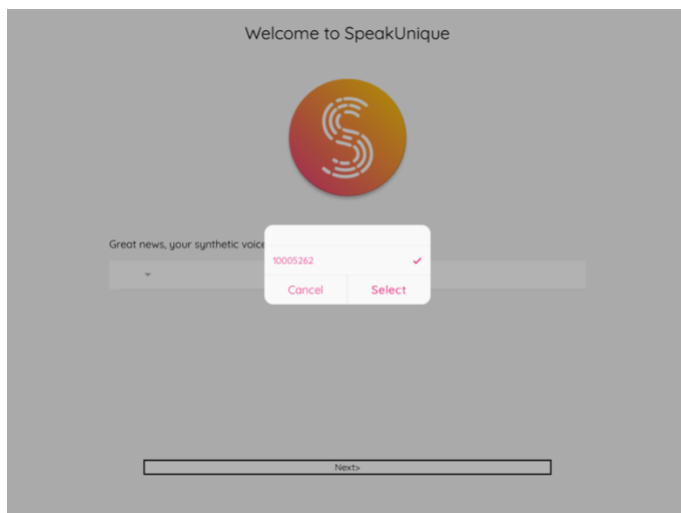 Welcome to SpeakUnique
Great news, your synthetic voice
10005262
Cancel Select
Next>